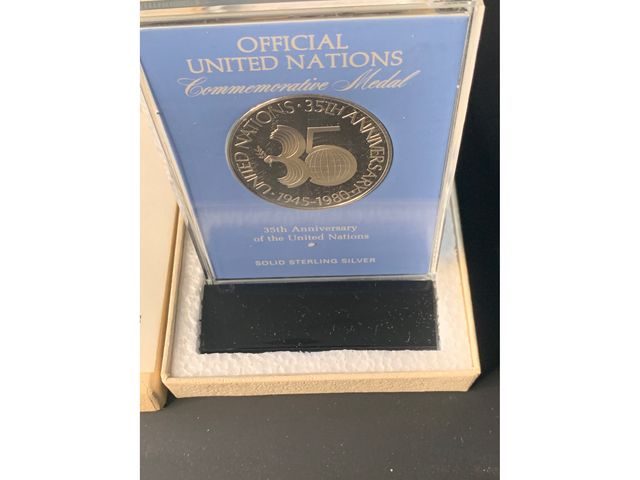 OFFICIAL
UNITED NATIONS
Commemorative Medal
UNITED NATIONS · 35TH ANNIVERSARY
35
· 1945-1980 ·
35th Anniversary
of the United Nations
SOLID STERLING SILVER